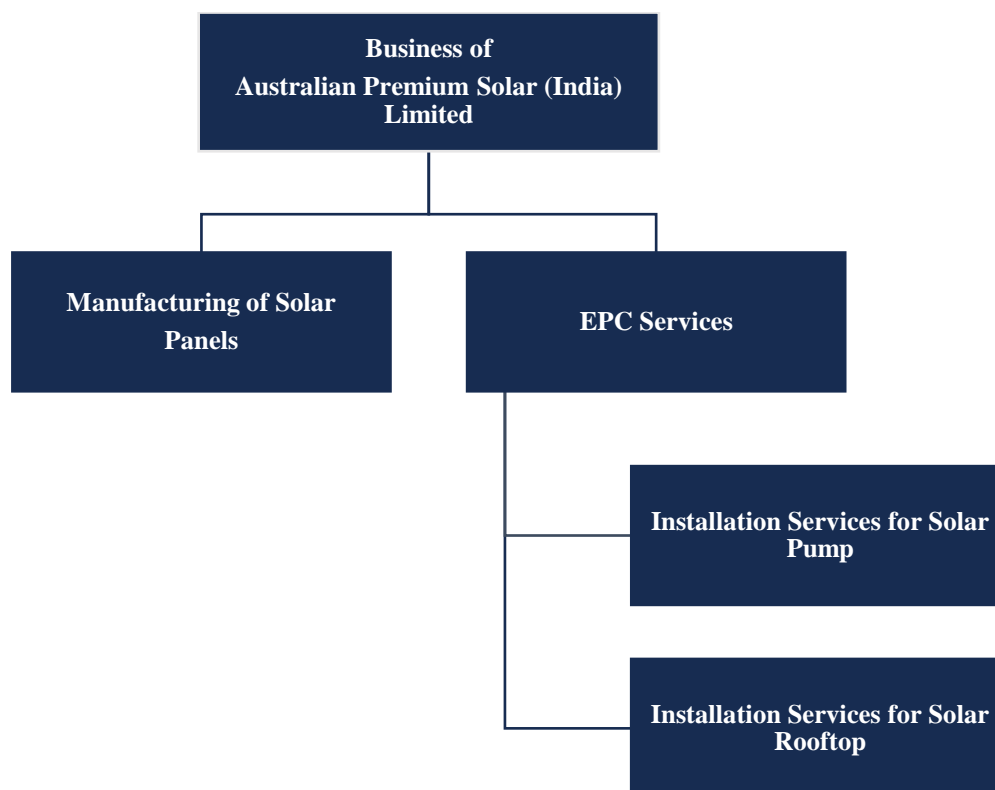 Business of
Australian Premium Solar (India)
Limited
Manufacturing of Solar
Panels
EPC Services
Installation Services for Solar
Pump
Installation Services for Solar
Rooftop